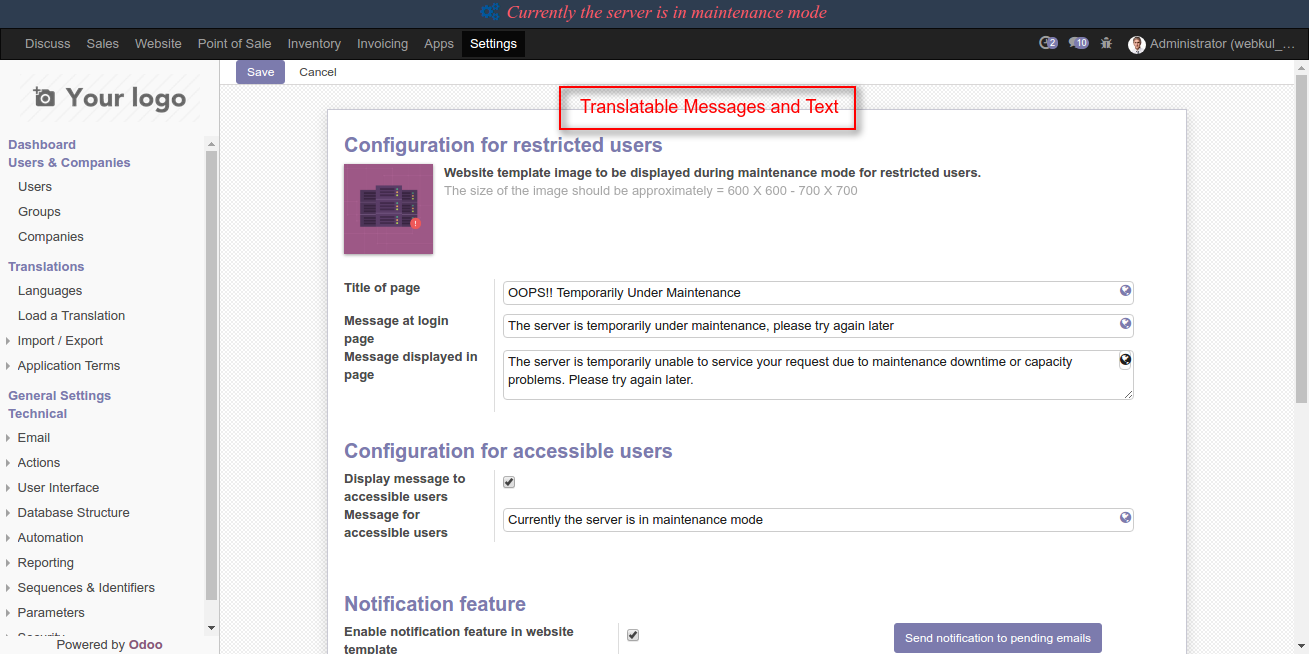 Currently the server is in maintenance mode
Discuss Sales Website Point of Sale Inventory Invoicing Apps Settings 2 10 Administrator (webkul_...
Your logo
Save Cancel
Translatable Messages and Text
Dashboard
Users & Companies
Users
Groups
Companies
Translations
Languages
Load a Translation
Import / Export
Application Terms
General Settings
Technical
Email
Actions
User Interface
Database Structure
Automation
Reporting
Sequences & Identifiers
Parameters
Security
Powered by Odoo
Configuration for restricted users
Website template image to be displayed during maintenance mode for restricted users.
The size of the image should be approximately = 600 X 600 - 700 X 700
Title of page
OOPS!! Temporarily Under Maintenance
Message at login
page
The server is temporarily under maintenance, please try again later
Message displayed in
page
The server is temporarily unable to service your request due to maintenance downtime or capacity
problems. Please try again later.
Configuration for accessible users
Display message to
accessible users
Message for
accessible users
Currently the server is in maintenance mode
Notification feature
Enable notification feature in website
template
Send notification to pending emails